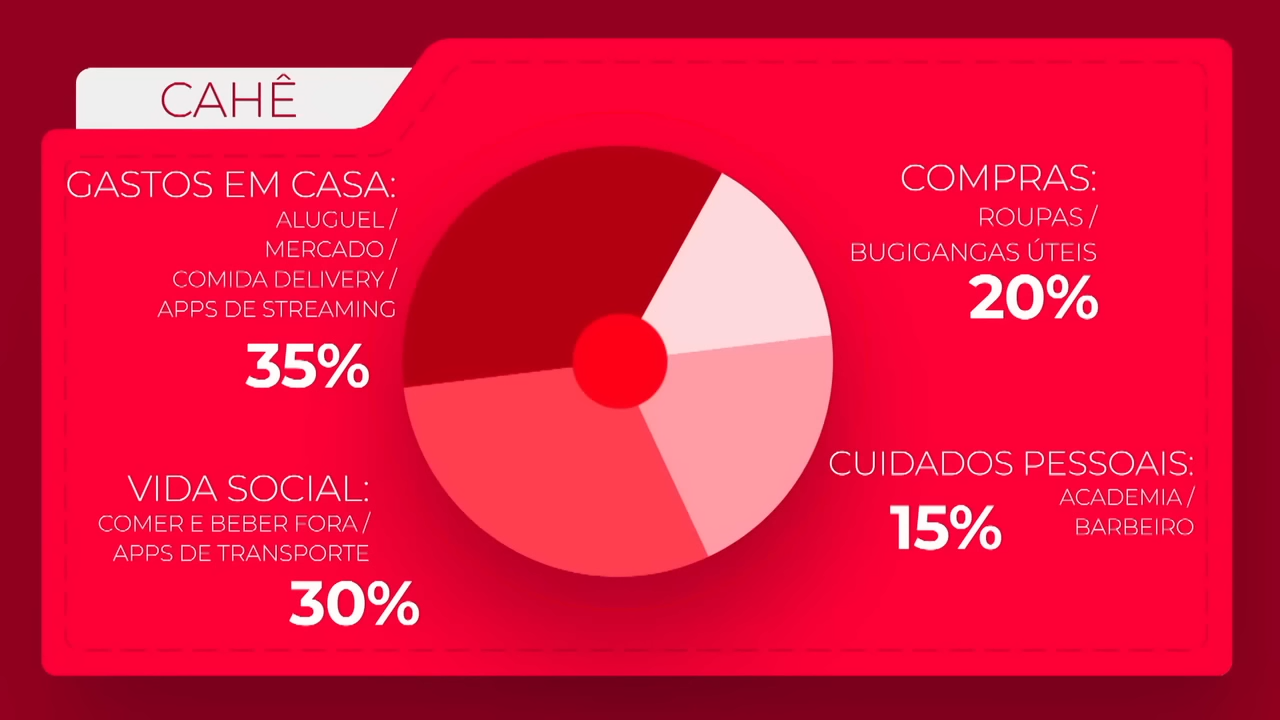 CAHÊ
GASTOS EM CASA:
ALUGUEL /
MERCADO /
COMIDA DELIVERY /
APPS DE STREAMING
35%
VIDA SOCIAL:
COMER E BEBER FORA /
APPS DE TRANSPORTE
30%
COMPRAS:
ROUPAS /
BUGIGANGAS ÚTEIS
20%
CUIDADOS PESSOAIS:
ACADEMIA /
BARBEIRO
15%